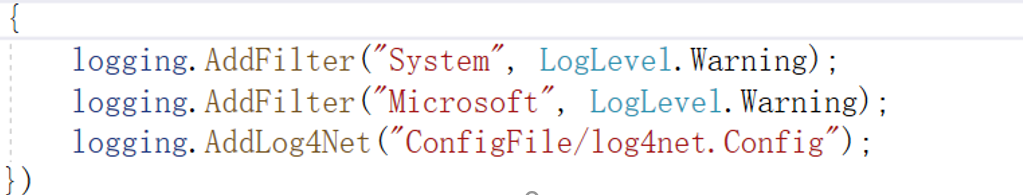 {
logging.AddFilter("System", LogLevel.Warning);
logging.AddFilter("Microsoft", LogLevel.Warning);
logging.AddLog4Net("ConfigFile/log4net.Config");
})